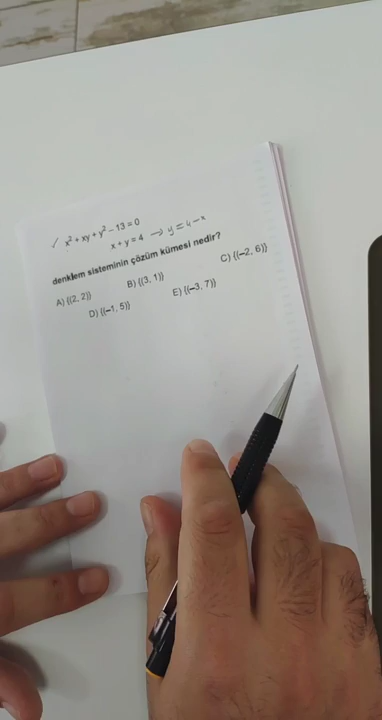 ✓ x² + xy + y² – 13 = 0
x + y = 4 → y = 4 – x
denklem sisteminin çözüm kümesi nedir?
A) {(2, 2)} B) {(3, 1)} C) {(–2, 6)}
D) {(–1, 5)} E) {(–3, 7)}